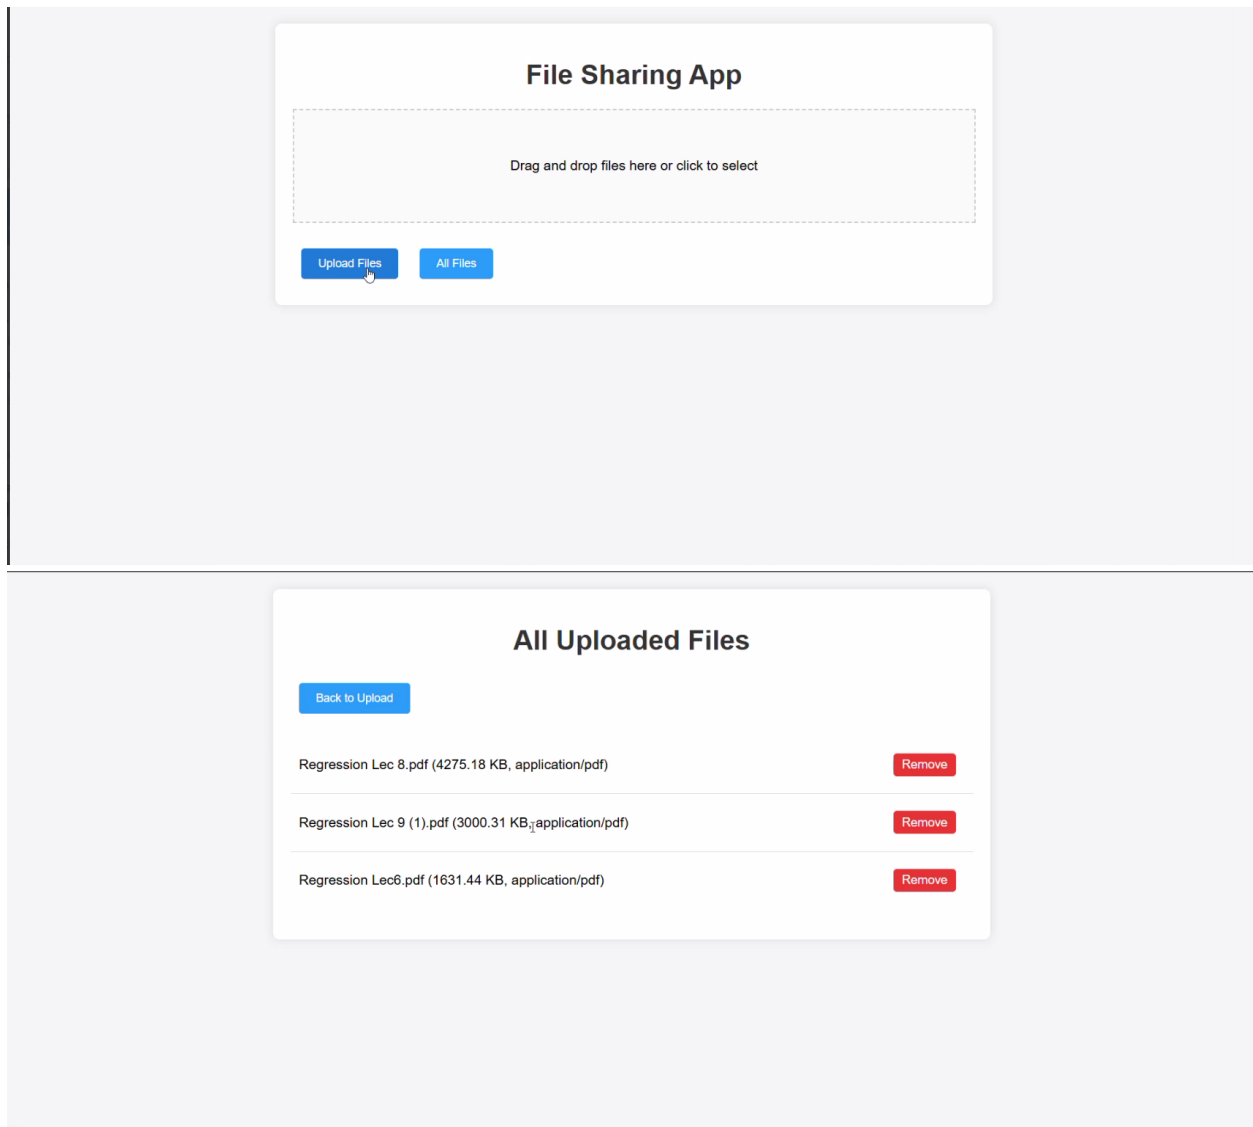 File Sharing App
Drag and drop files here or click to select
Upload Files All Files
All Uploaded Files
Back to Upload
Regression Lec 8.pdf (4275.18 KB, application/pdf) Remove
Regression Lec 9 (1).pdf (3000.31 KB, application/pdf) Remove
Regression Lec6.pdf (1631.44 KB, application/pdf) Remove